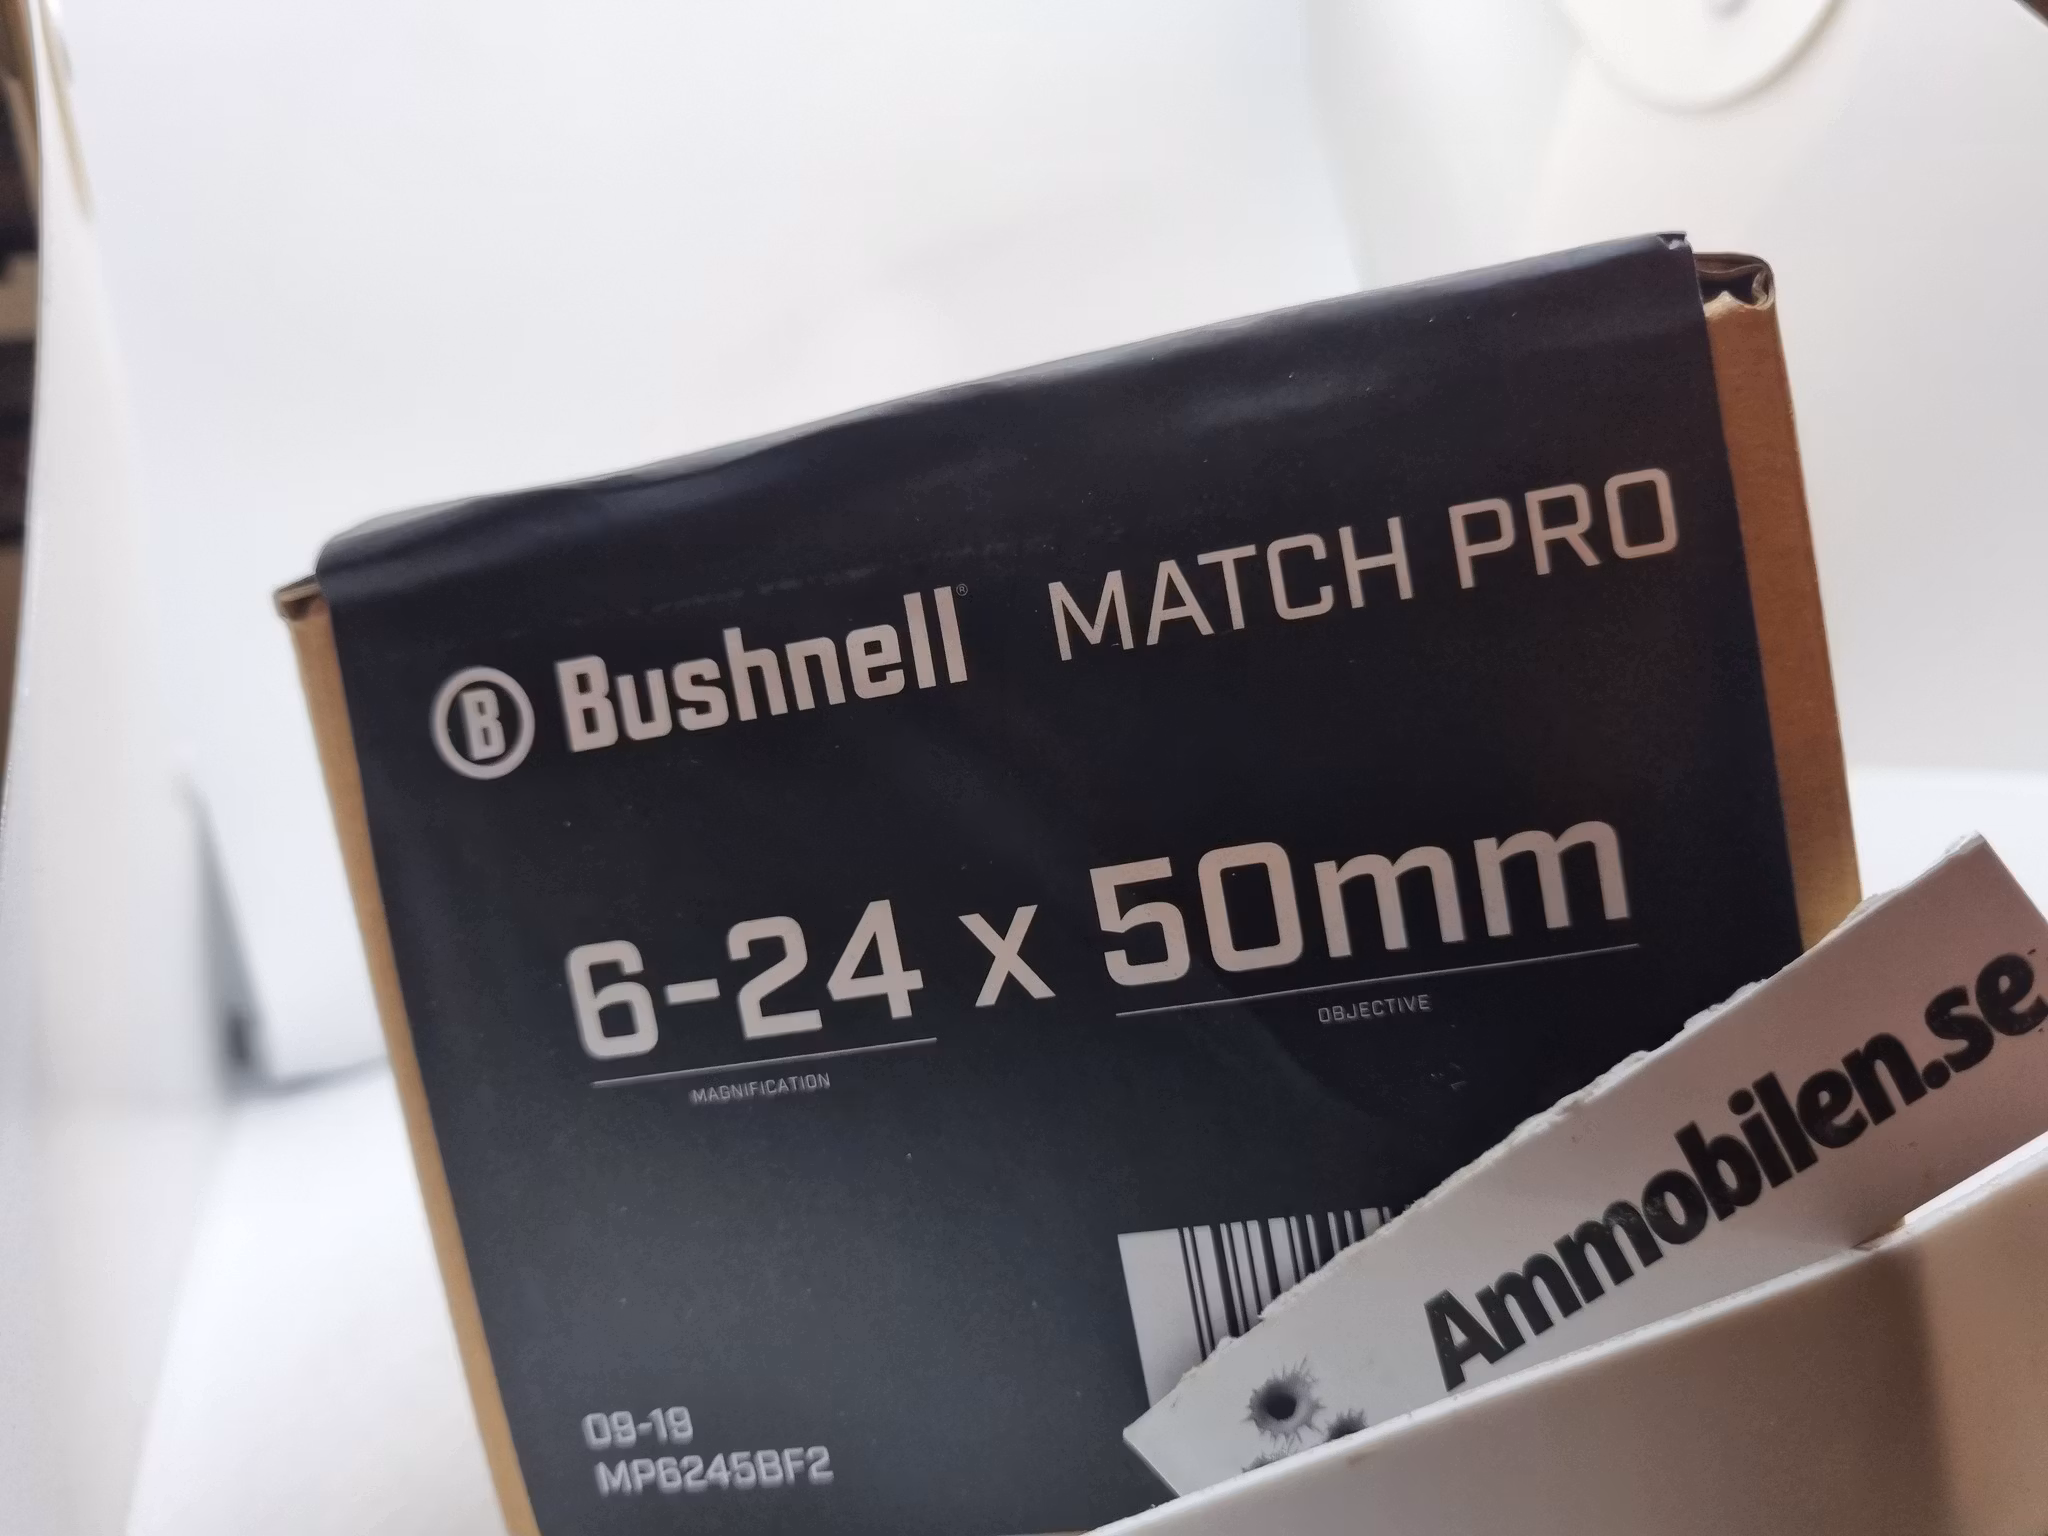 B Bushnell® MATCH PRO
6-24 x 50mm
MAGNIFICATION
OBJECTIVE
09-19
MP6245BF2
Ammobilen.se